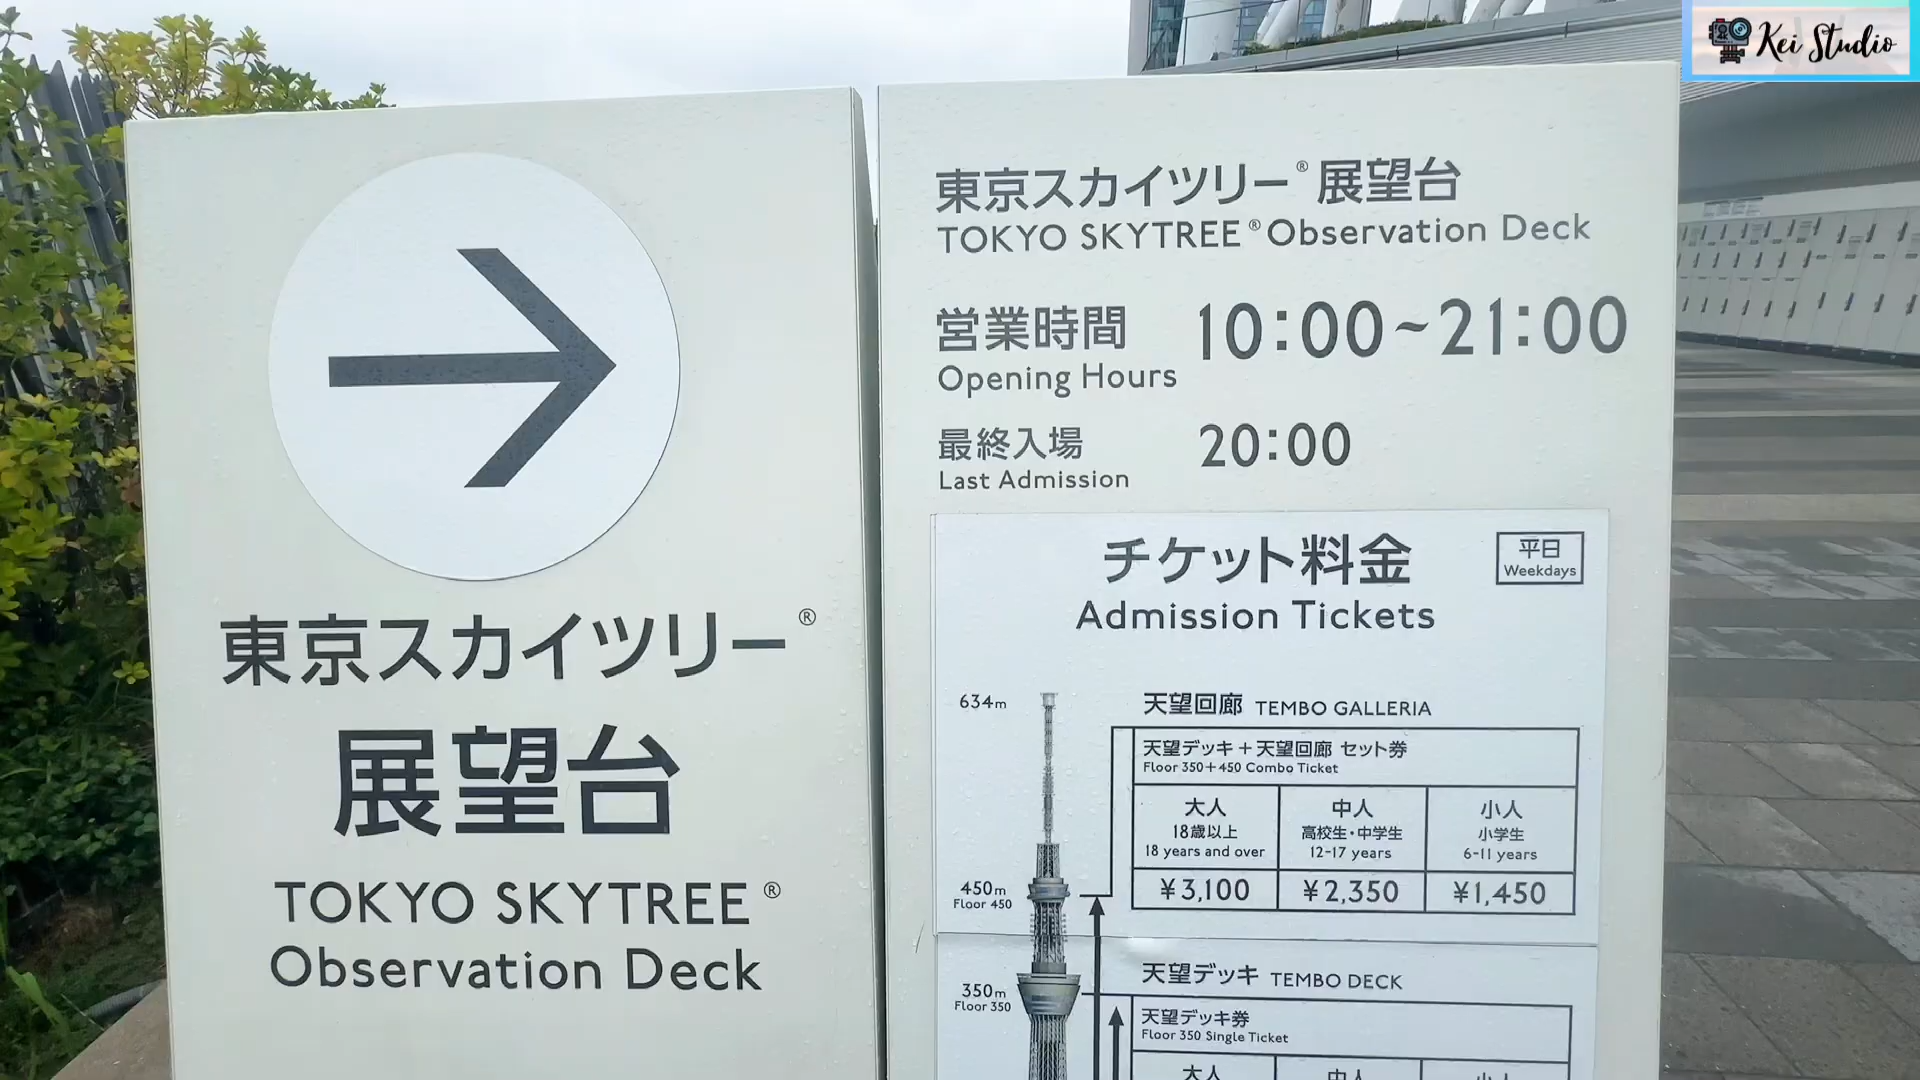 Kei Studio
東京スカイツリー®
展望台
TOKYO SKYTREE®
Observation Deck
東京スカイツリー®展望台
TOKYO SKYTREE® Observation Deck
営業時間 10:00~21:00
Opening Hours
最終入場 20:00
Last Admission
チケット料金
Admission Tickets
平日
Weekdays
634m
天望回廊 TEMBO GALLERIA
天望デッキ+天望回廊 セット券
Floor 350+450 Combo Ticket
大人 中人 小人
18歳以上 高校生・中学生 小学生
18 years and over 12-17 years 6-11 years
¥3,100 ¥2,350 ¥1,450
450m
Floor 450
天望デッキ TEMBO DECK
350m
Floor 350
天望デッキ券
Floor 350 Single Ticket
大人 中人 小人